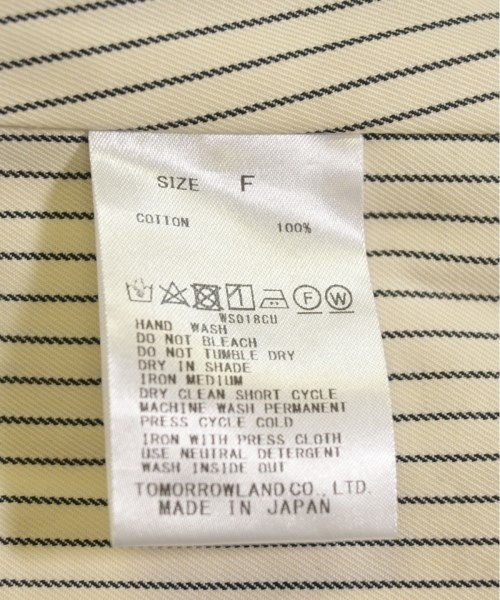 SIZE F
COTTON 100%
F W
WS018CU
HAND WASH
DO NOT BLEACH
DO NOT TUMBLE DRY
DRY IN SHADE
IRON MEDIUM
DRY CLEAN SHORT CYCLE
MACHINE WASH PERMANENT
PRESS CYCLE COLD
IRON WITH PRESS CLOTH
USE NEUTRAL DETERGENT
WASH INSIDE OUT
TOMORROWLAND CO., LTD.
MADE IN JAPAN